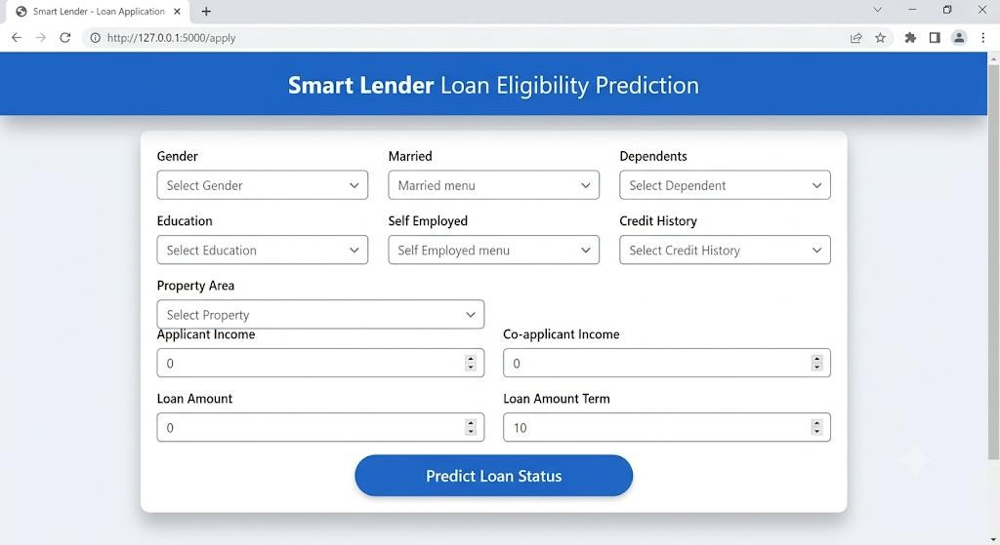 Smart Lender - Loan Application
http://127.0.0.1:5000/apply
Smart Lender Loan Eligibility Prediction
Gender Married Dependents
Select Gender Married menu Select Dependent
Education Self Employed Credit History
Select Education Self Employed menu Select Credit History
Property Area
Select Property
Applicant Income Co-applicant Income
0 0
Loan Amount Loan Amount Term
0 10
Predict Loan Status